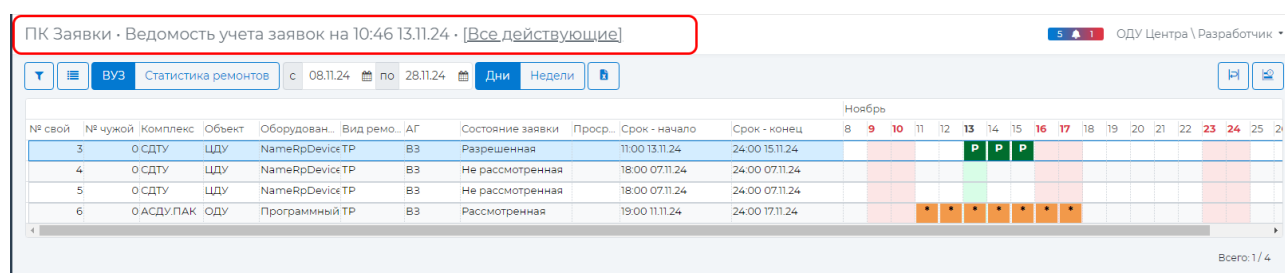 ПК Заявки • Ведомость учета заявок на 10:46 13.11.24 • [Все действующие]
5 1 ОДУ Центра \ Разработчик
ВУЗ Статистика ремонтов с 08.11.24 по 28.11.24 Дни Недели
Ноябрь
№ свой № чужой Комплекс Объект Оборудован... Вид ремо... АГ Состояние заявки Проср... Срок - начало Срок - конец 8 9 10 11 12 13 14 15 16 17 18 19 20 21 22 23 24 25
3 0 СДТУ ЦДУ NameRpDevice ТР ВЗ Разрешенная 11:00 13.11.24 24:00 15.11.24 Р Р Р
4 0 СДТУ ЦДУ NameRpDevice ТР ВЗ Не рассмотренная 18:00 07.11.24 24:00 07.11.24
5 0 СДТУ ЦДУ NameRpDevice ТР ВЗ Не рассмотренная 18:00 07.11.24 24:00 07.11.24
6 0 АСДУ.ПАК ОДУ Программный ТР ВЗ Рассмотренная 19:00 11.11.24 24:00 17.11.24 * * * * * * *
Всего: 1 / 4